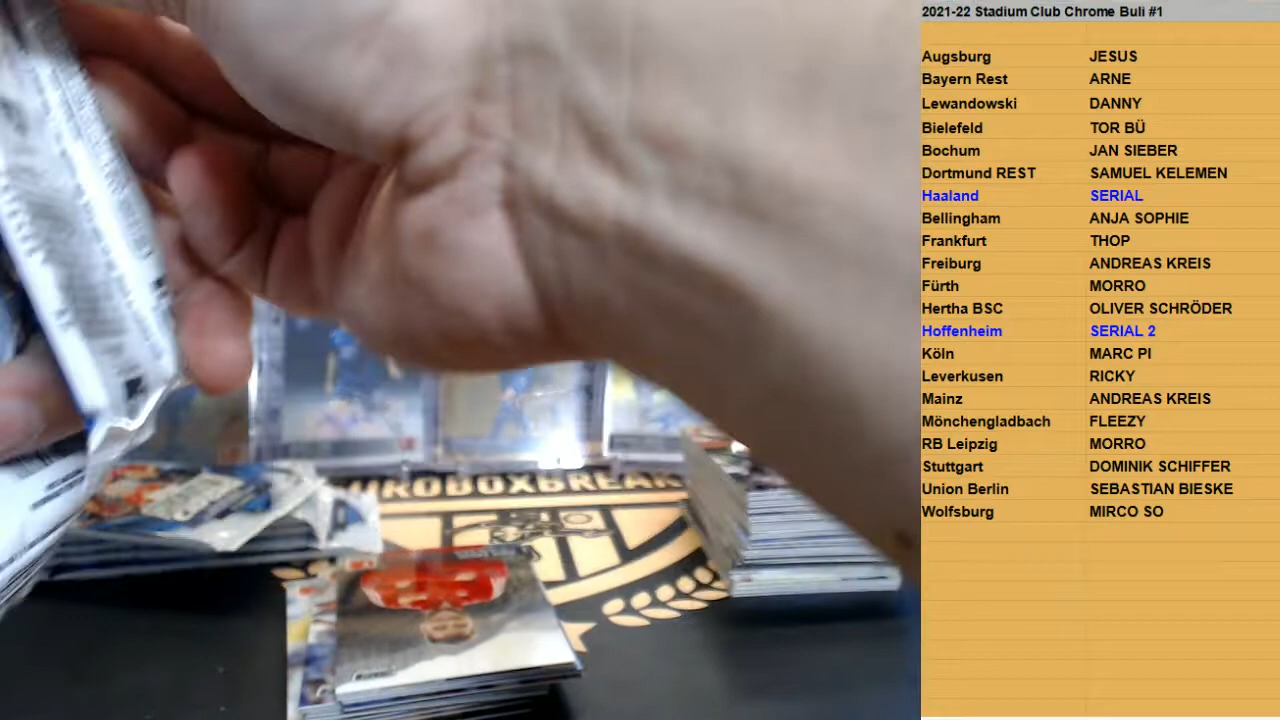 2021-22 Stadium Club Chrome Buli #1
Augsburg JESUS
Bayern Rest ARNE
Lewandowski DANNY
Bielefeld TOR BÜ
Bochum JAN SIEBER
Dortmund REST SAMUEL KELEMEN
Haaland SERIAL
Bellingham ANJA SOPHIE
Frankfurt THOP
Freiburg ANDREAS KREIS
Fürth MORRO
Hertha BSC OLIVER SCHRÖDER
Hoffenheim SERIAL 2
Köln MARC PI
Leverkusen RICKY
Mainz ANDREAS KREIS
Mönchengladbach FLEEZY
RB Leipzig MORRO
Stuttgart DOMINIK SCHIFFER
Union Berlin SEBASTIAN BIESKE
Wolfsburg MIRCO SO
ROBOXBREAK